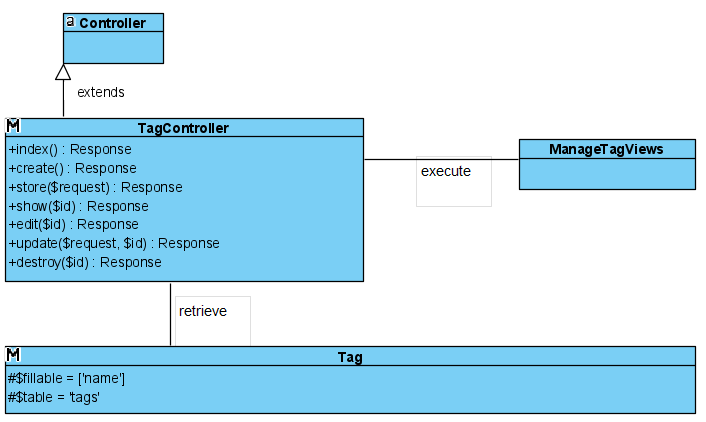 a Controller
extends
M
TagController
+index() : Response
+create() : Response
+store($request) : Response
+show($id) : Response
+edit($id) : Response
+update($request, $id) : Response
+destroy($id) : Response
execute
ManageTagViews
retrieve
M
Tag
#$fillable = ['name']
#$table = 'tags'